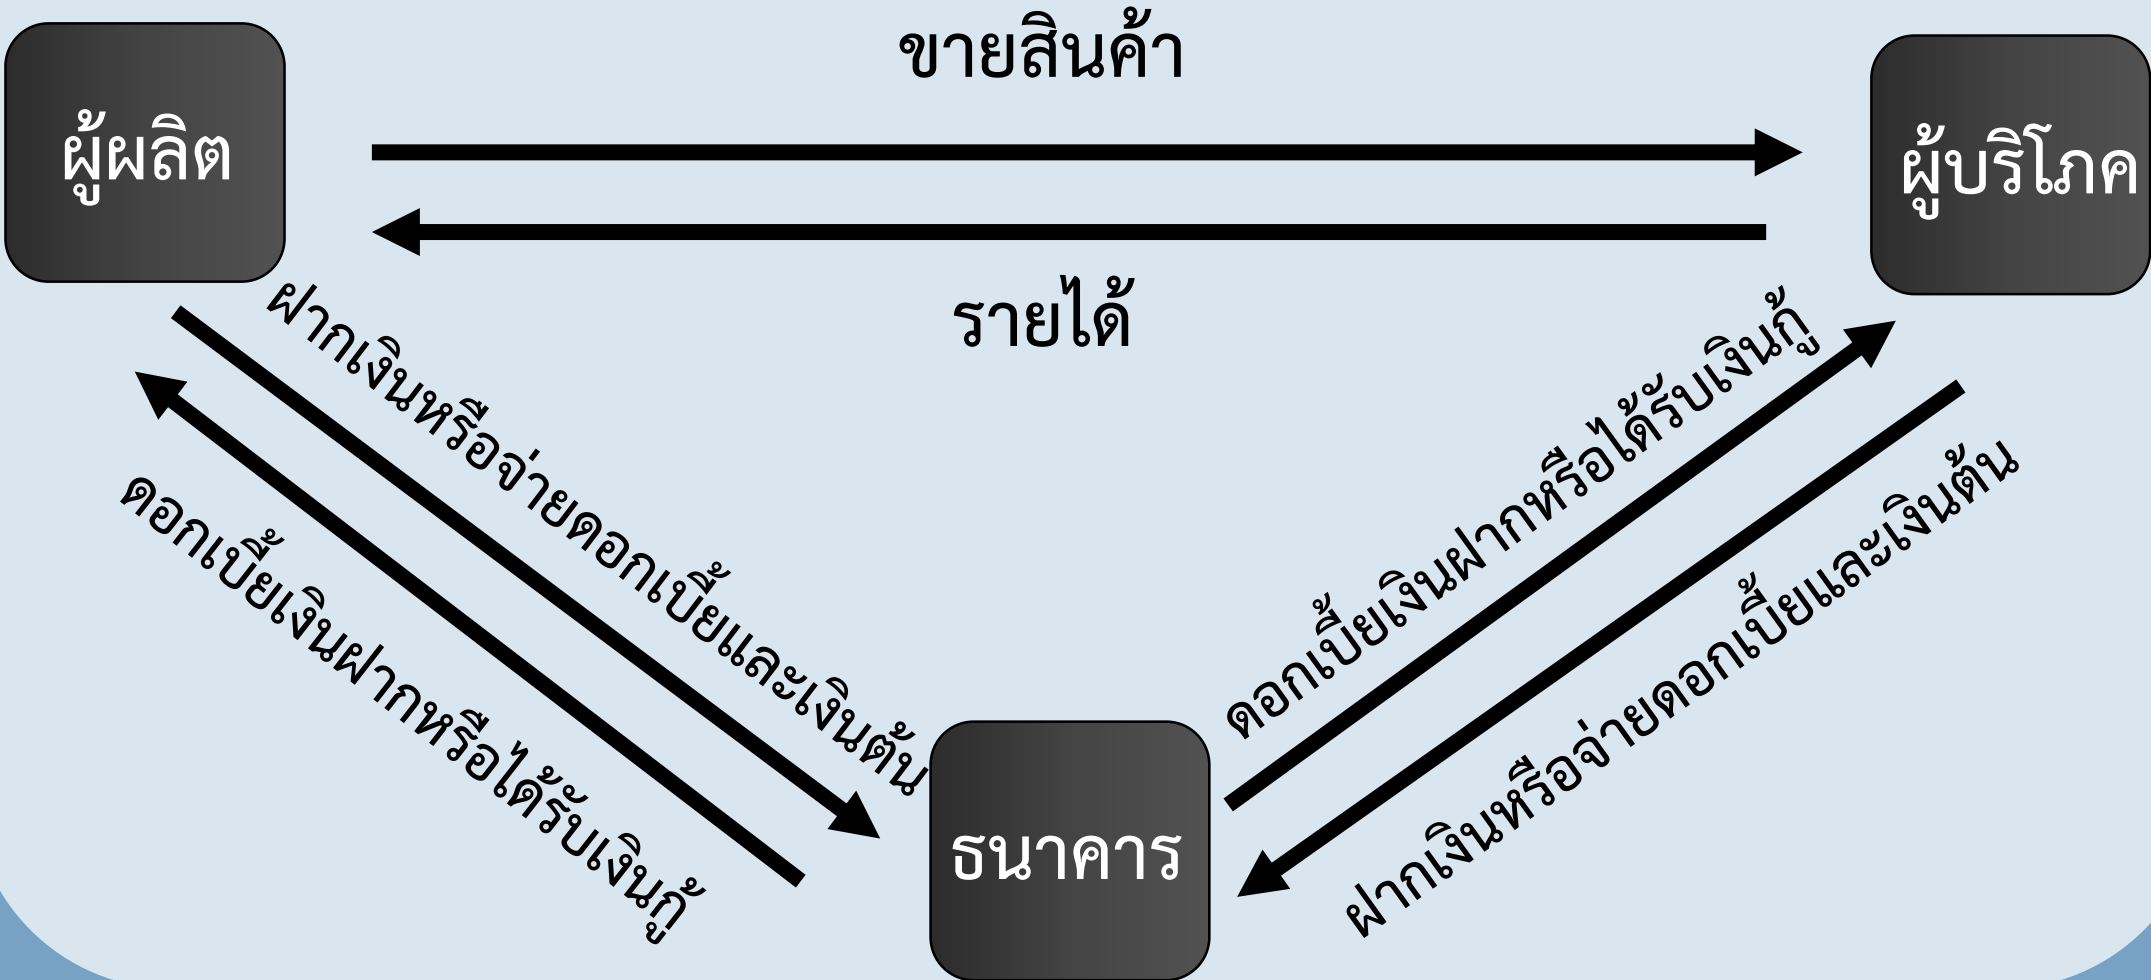 ขายสินค้า
ผู้ผลิต
ผู้บริโภค
รายได้
ฝากเงินหรือจ่ายดอกเบี้ยและเงินต้น
ดอกเบี้ยเงินฝากหรือได้รับเงินกู้
ดอกเบี้ยเงินฝากหรือได้รับเงินกู้
ฝากเงินหรือจ่ายดอกเบี้ยและเงินต้น
ธนาคาร